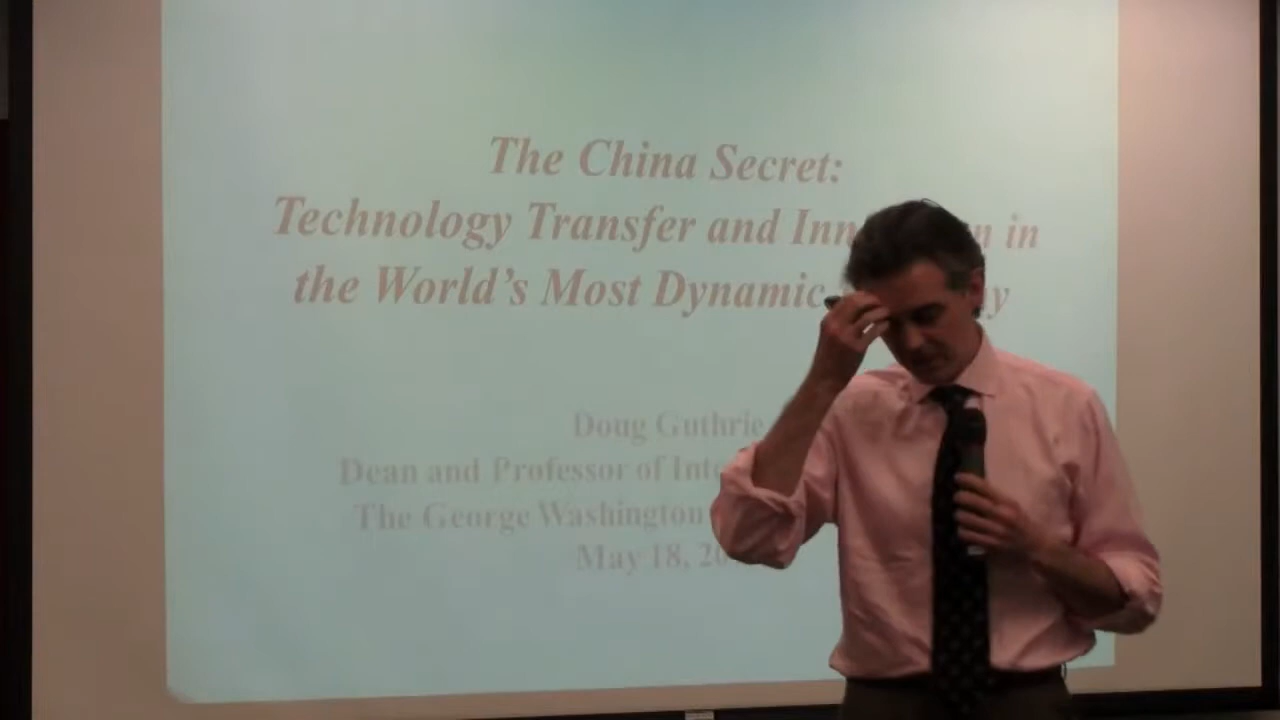 The China Secret:
Technology Transfer and Inn n in
the World's Most Dynamic y
Doug Guthrie
Dean and Professor of Int
The George Washington
May 18, 20